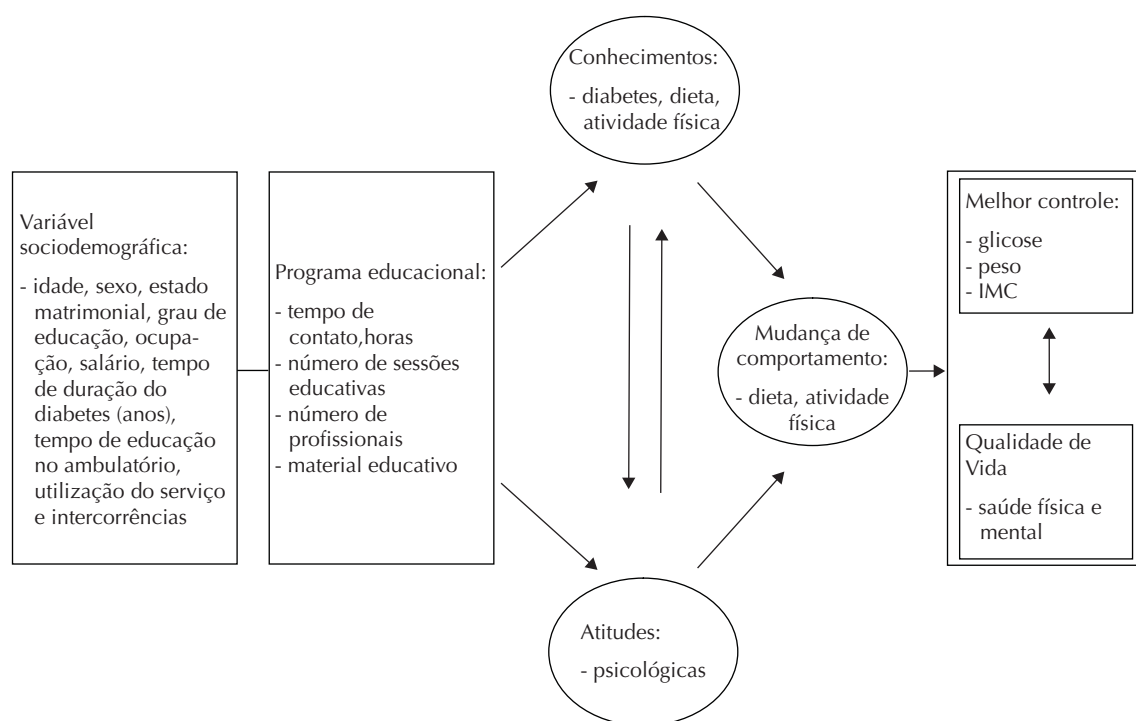 Variável
sociodemográfica:
- idade, sexo, estado
matrimonial, grau de
educação, ocupa-
ção, salário, tempo
de duração do
diabetes (anos),
tempo de educação
no ambulatório,
utilização do serviço
e intercorrências
Programa educacional:
- tempo de
contato,horas
- número de sessões
educativas
- número de
profissionais
- material educativo
Conhecimentos:
- diabetes, dieta,
atividade física
Atitudes:
- psicológicas
Mudança de
comportamento:
- dieta, atividade
física
Melhor controle:
- glicose
- peso
- IMC
Qualidade de
Vida
- saúde física e
mental